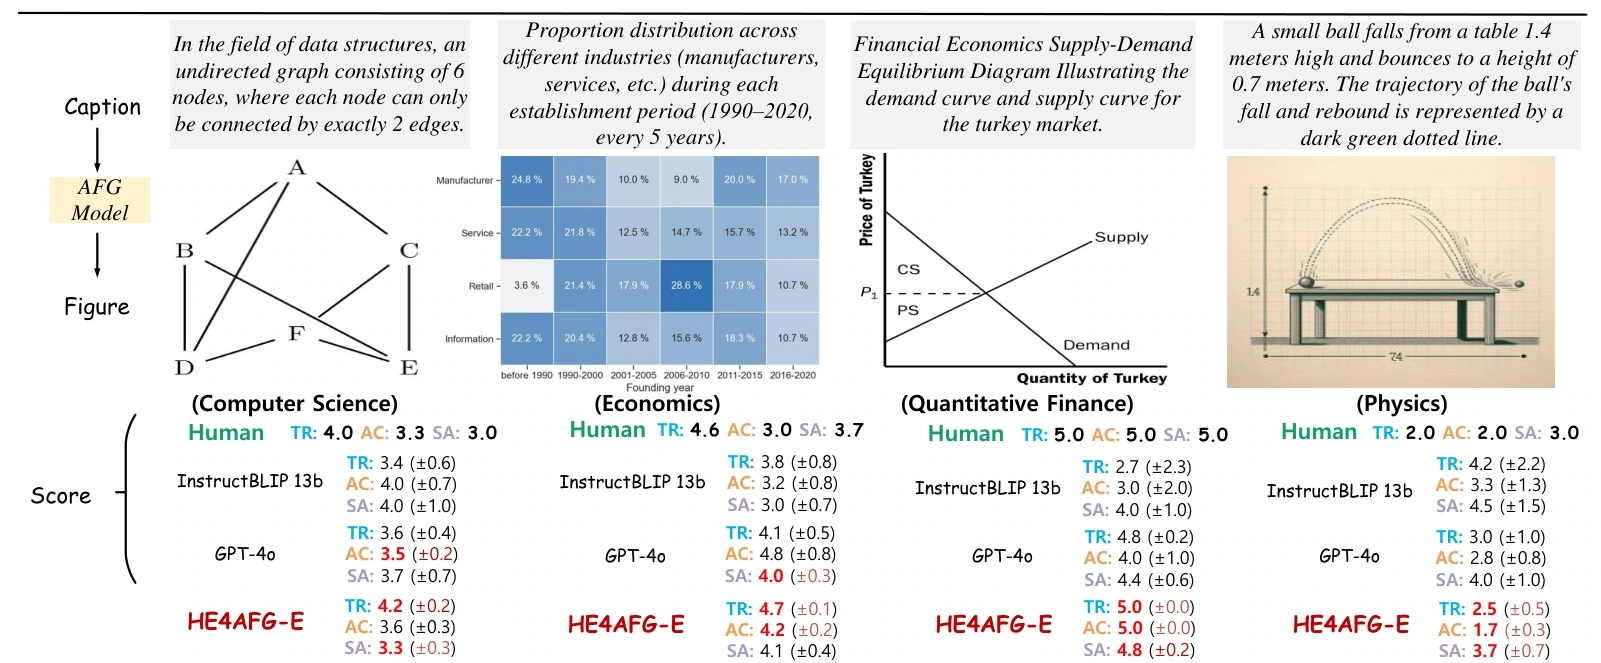 In the field of data structures, an
undirected graph consisting of 6
nodes, where each node can only
be connected by exactly 2 edges.
Proportion distribution across
different industries (manufacturers,
services, etc.) during each
establishment period (1990–2020,
every 5 years).
Financial Economics Supply-Demand
Equilibrium Diagram Illustrating the
demand curve and supply curve for
the turkey market.
A small ball falls from a table 1.4
meters high and bounces to a height of
0.7 meters. The trajectory of the ball's
fall and rebound is represented by a
dark green dotted line.
Caption
AFG
Model
Figure
A
B
C
F
D
E
Manufacturer 24.8 % 19.4 % 10.0 % 9.0 % 20.0 % 17.0 %
Service 22.2 % 21.8 % 12.5 % 14.7 % 15.7 % 13.2 %
Retail 3.6 % 21.4 % 17.9 % 28.6 % 17.9 % 10.7 %
Information 22.2 % 20.4 % 12.8 % 15.6 % 18.3 % 10.7 %
before 1990 1990-2000 2001-2005 2006-2010 2011-2015 2016-2020
Founding year
Price of Turkey
Supply
CS
P1
PS
Demand
Quantity of Turkey
1.4
7.4
(Computer Science)
(Economics)
(Quantitative Finance)
(Physics)
Score
Human TR: 4.0 AC: 3.3 SA: 3.0
InstructBLIP 13b
TR: 3.4 (±0.6)
AC: 4.0 (±0.7)
SA: 4.0 (±1.0)
GPT-4o
TR: 3.6 (±0.4)
AC: 3.5 (±0.2)
SA: 3.7 (±0.7)
HE4AFG-E
TR: 4.2 (±0.2)
AC: 3.6 (±0.3)
SA: 3.3 (±0.3)
Human TR: 4.6 AC: 3.0 SA: 3.7
InstructBLIP 13b
TR: 3.8 (±0.8)
AC: 3.2 (±0.8)
SA: 3.0 (±0.7)
GPT-4o
TR: 4.1 (±0.5)
AC: 4.8 (±0.8)
SA: 4.0 (±0.3)
HE4AFG-E
TR: 4.7 (±0.1)
AC: 4.2 (±0.2)
SA: 4.1 (±0.4)
Human TR: 5.0 AC: 5.0 SA: 5.0
InstructBLIP 13b
TR: 2.7 (±2.3)
AC: 3.0 (±2.0)
SA: 4.0 (±1.0)
GPT-4o
TR: 4.8 (±0.2)
AC: 4.0 (±1.0)
SA: 4.4 (±0.6)
HE4AFG-E
TR: 5.0 (±0.0)
AC: 5.0 (±0.0)
SA: 4.8 (±0.2)
Human TR: 2.0 AC: 2.0 SA: 3.0
InstructBLIP 13b
TR: 4.2 (±2.2)
AC: 3.3 (±1.3)
SA: 4.5 (±1.5)
GPT-4o
TR: 3.0 (±1.0)
AC: 2.8 (±0.8)
SA: 4.0 (±1.0)
HE4AFG-E
TR: 2.5 (±0.5)
AC: 1.7 (±0.3)
SA: 3.7 (±0.7)